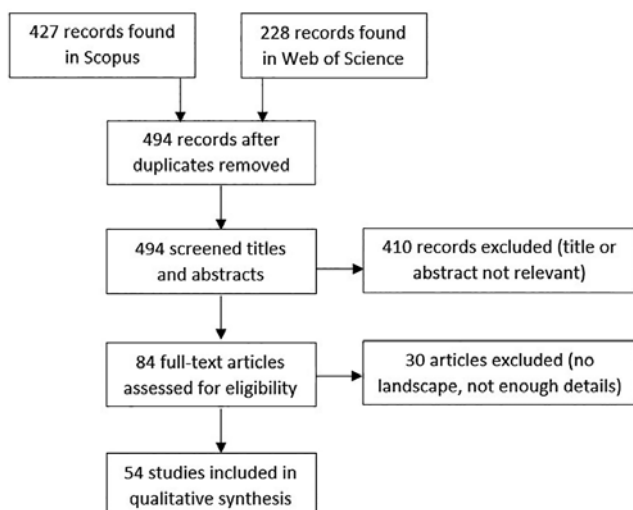 427 records found
in Scopus
228 records found
in Web of Science
494 records after
duplicates removed
494 screened titles
and abstracts
410 records excluded (title or
abstract not relevant)
84 full-text articles
assessed for eligibility
30 articles excluded (no
landscape, not enough details)
54 studies included in
qualitative synthesis